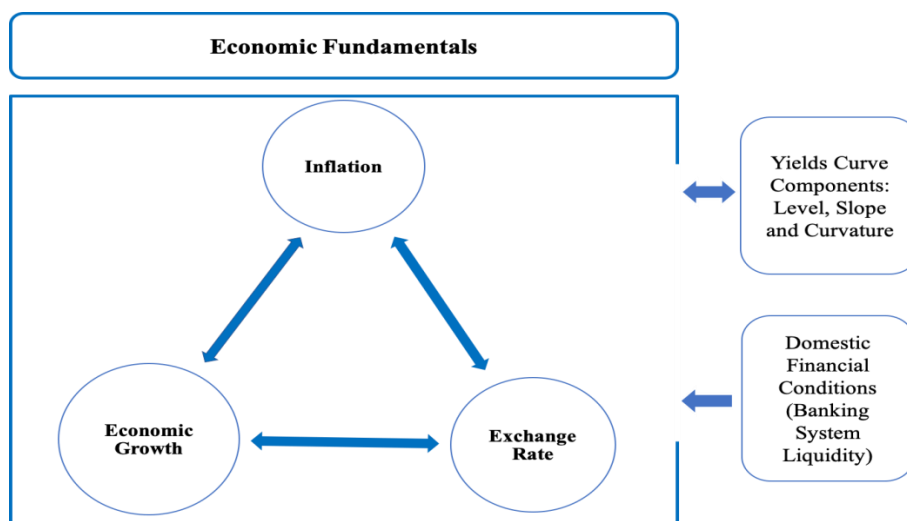 Economic Fundamentals
Inflation
Yields Curve
Components:
Level, Slope
and Curvature
Economic
Growth
Exchange
Rate
Domestic
Financial
Conditions
(Banking
System
Liquidity)